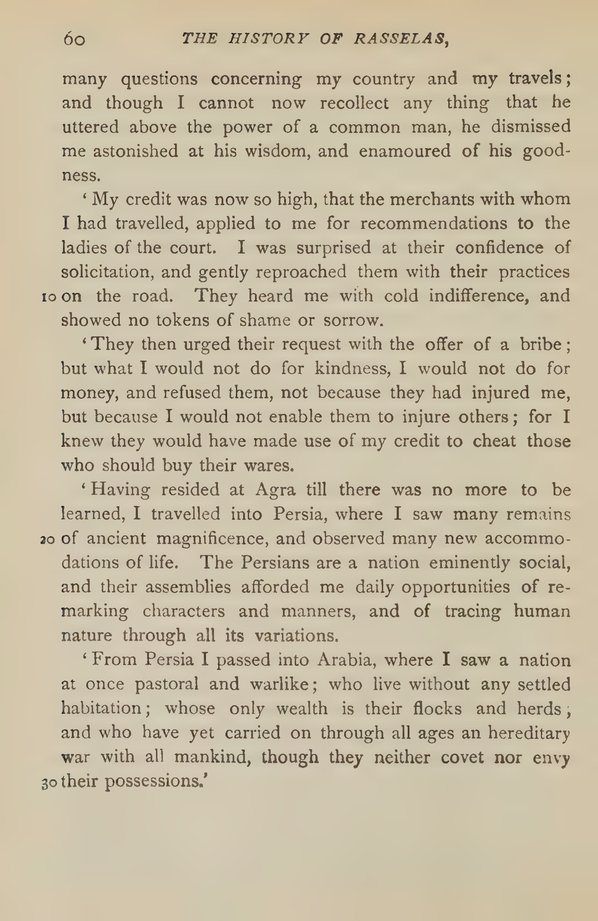 60 THE HISTORY OF RASSELAS,
many questions concerning my country and my travels;
and though I cannot now recollect any thing that he
uttered above the power of a common man, he dismissed
me astonished at his wisdom, and enamoured of his good-
ness.
‘ My credit was now so high, that the merchants with whom
I had travelled, applied to me for recommendations to the
ladies of the court. I was surprised at their confidence of
solicitation, and gently reproached them with their practices
10 on the road. They heard me with cold indifference, and
showed no tokens of shame or sorrow.
‘ They then urged their request with the offer of a bribe;
but what I would not do for kindness, I would not do for
money, and refused them, not because they had injured me,
but because I would not enable them to injure others; for I
knew they would have made use of my credit to cheat those
who should buy their wares.
‘ Having resided at Agra till there was no more to be
learned, I travelled into Persia, where I saw many remains
20 of ancient magnificence, and observed many new accommo-
dations of life. The Persians are a nation eminently social,
and their assemblies afforded me daily opportunities of re-
marking characters and manners, and of tracing human
nature through all its variations.
‘ From Persia I passed into Arabia, where I saw a nation
at once pastoral and warlike; who live without any settled
habitation; whose only wealth is their flocks and herds;
and who have yet carried on through all ages an hereditary
war with all mankind, though they neither covet nor envy
30 their possessions.’